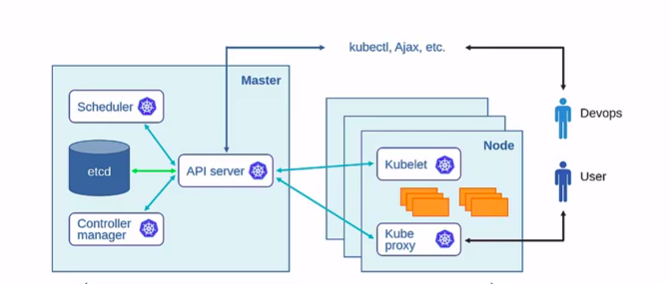 kubectl, Ajax, etc.
Master
Scheduler
etcd
API server
Controller
manager
Node
Kubelet
Kube
proxy
Devops
User